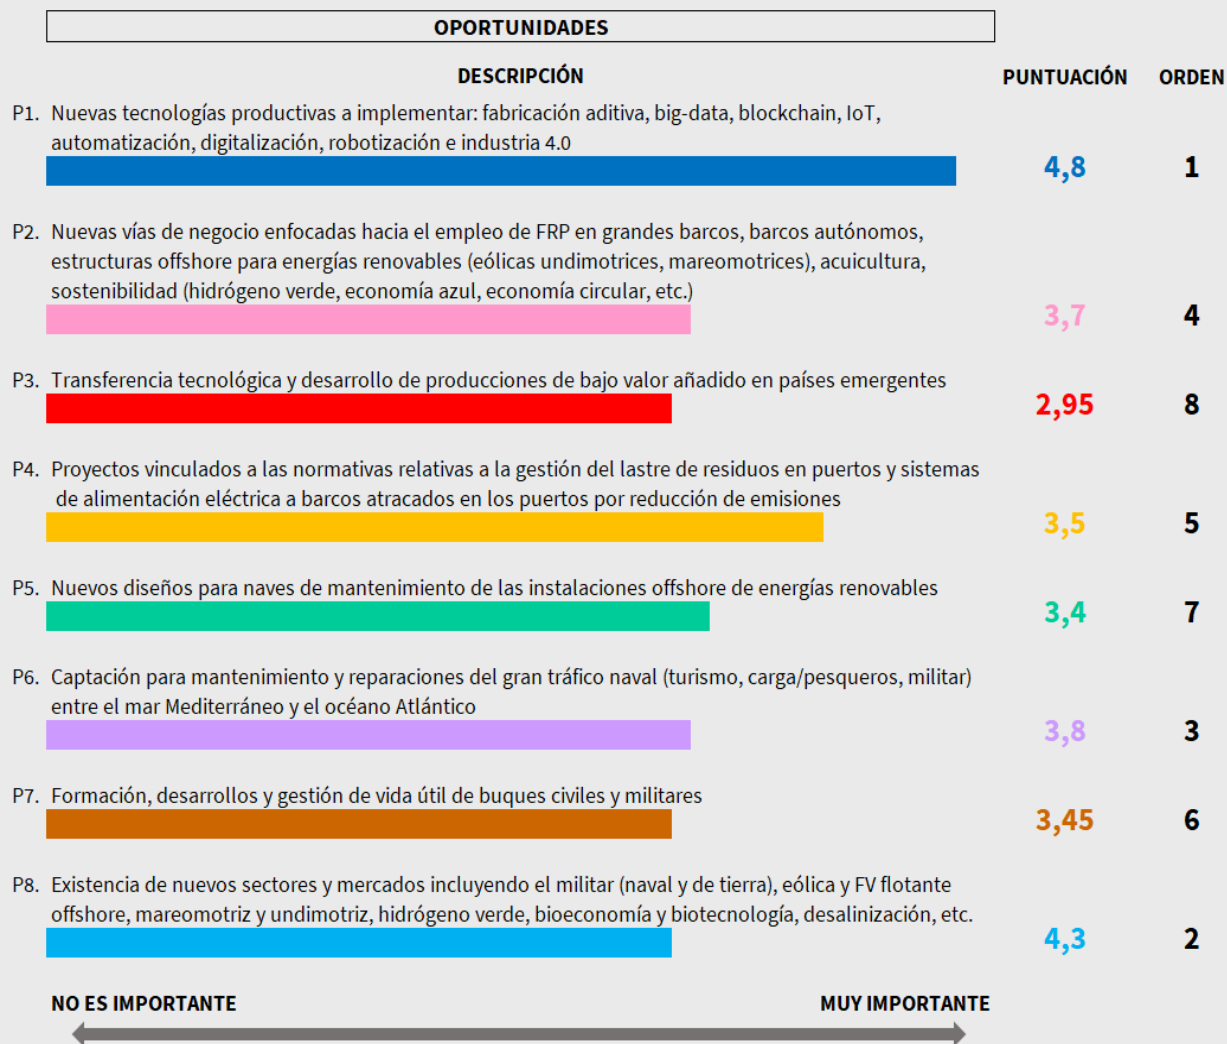 OPORTUNIDADES
DESCRIPCIÓN PUNTUACIÓN ORDEN
P1. Nuevas tecnologías productivas a implementar: fabricación aditiva, big-data, blockchain, IoT,
automatización, digitalización, robotización e industria 4.0
4,8 1
P2. Nuevas vías de negocio enfocadas hacia el empleo de FRP en grandes barcos, barcos autónomos,
estructuras offshore para energías renovables (eólicas undimotrices, mareomotrices), acuicultura,
sostenibilidad (hidrógeno verde, economía azul, economía circular, etc.)
3,7 4
P3. Transferencia tecnológica y desarrollo de producciones de bajo valor añadido en países emergentes
2,95 8
P4. Proyectos vinculados a las normativas relativas a la gestión del lastre de residuos en puertos y sistemas
de alimentación eléctrica a barcos atracados en los puertos por reducción de emisiones
3,5 5
P5. Nuevos diseños para naves de mantenimiento de las instalaciones offshore de energías renovables
3,4 7
P6. Captación para mantenimiento y reparaciones del gran tráfico naval (turismo, carga/pesqueros, militar)
entre el mar Mediterráneo y el océano Atlántico
3,8 3
P7. Formación, desarrollos y gestión de vida útil de buques civiles y militares
3,45 6
P8. Existencia de nuevos sectores y mercados incluyendo el militar (naval y de tierra), eólica y FV flotante
offshore, mareomotriz y undimotriz, hidrógeno verde, bioeconomía y biotecnología, desalinización, etc.
4,3 2
NO ES IMPORTANTE MUY IMPORTANTE